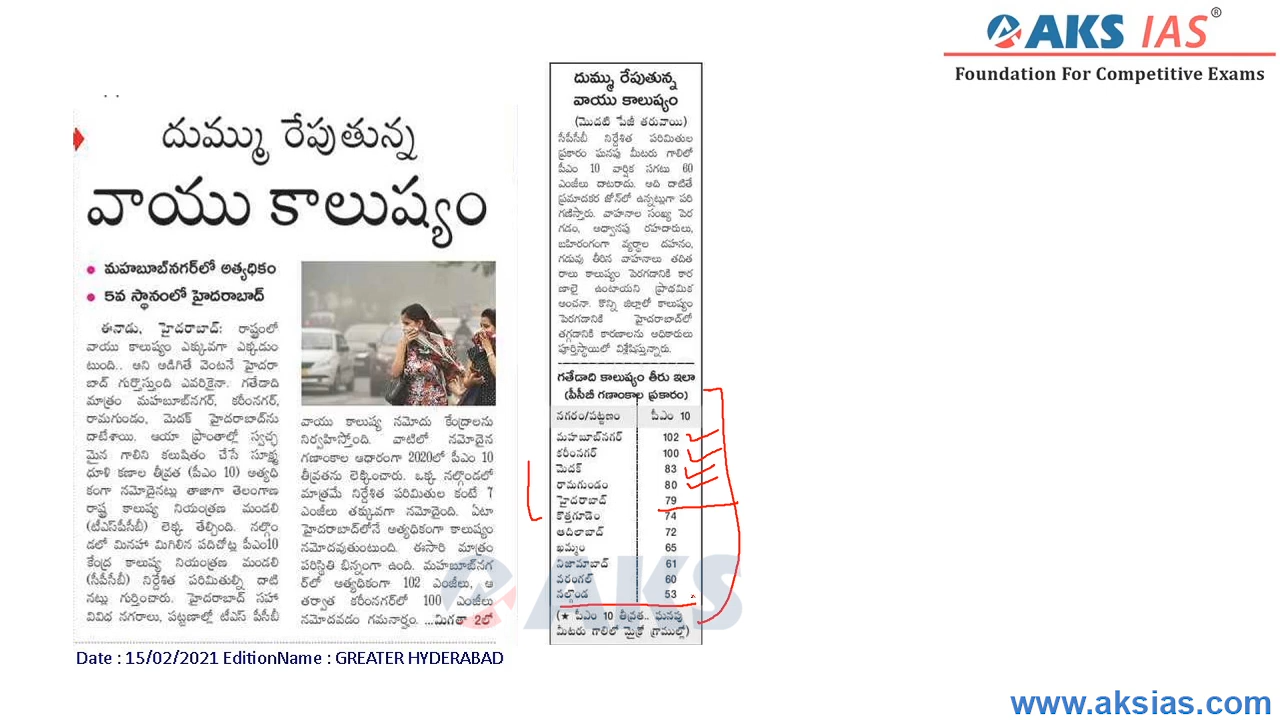 AKS IAS®
Foundation For Competitive Exams
దుమ్ము రేపుతున్న
వాయు కాలుష్యం
● మహబూబ్‌నగర్‌లో అత్యధికం
● 5వ స్థానంలో హైదరాబాద్
ఈనాడు, హైదరాబాద్: రాష్ట్రంలో
వాయు కాలుష్యం ఎక్కువగా ఎక్కడుం
టుంది.. అని అడిగితే వెంటనే హైదరా
బాద్ గుర్తొస్తుంది ఎవరికైనా. గతేడాది
మాత్రం మహబూబ్‌నగర్, కరీంనగర్,
రామగుండం, మెదక్ హైదరాబాద్‌ను
దాటేశాయి. ఆయా ప్రాంతాల్లో స్వచ్ఛ
మైన గాలిని కలుషితం చేసే సూక్ష్మ
ధూళి కణాల తీవ్రత (పీఎం 10) అత్యధి
కంగా నమోదైనట్లు తాజాగా తెలంగాణ
రాష్ట్ర కాలుష్య నియంత్రణ మండలి
(టీఎస్‌పీసీబీ) లెక్క తేల్చింది. నల్గొం
డలో మినహా మిగిలిన పదిచోట్ల పీఎం10
కేంద్ర కాలుష్య నియంత్రణ మండలి
(సీపీసీబీ) నిర్దేశిత పరిమితుల్ని దాటి
నట్లు గుర్తించారు. హైదరాబాద్ సహా
వివిధ నగరాలు, పట్టణాల్లో టీఎస్ పీసీబీ
వాయు కాలుష్య నమోదు కేంద్రాలను
నిర్వహిస్తోంది. వాటిలో నమోదైన
గణాంకాల ఆధారంగా 2020లో పీఎం 10
తీవ్రతను లెక్కించారు. ఒక్క నల్గొండలో
మాత్రమే నిర్దేశిత పరిమితుల కంటే 7
ఎంజీలు తక్కువగా నమోదైంది. ఏటా
హైదరాబాద్‌లోనే అత్యధికంగా కాలుష్యం
నమోదవుతుంటుంది. ఈసారి మాత్రం
పరిస్థితి భిన్నంగా ఉంది. మహబూబ్‌నగ
ర్‌లో అత్యధికంగా 102 ఎంజీలు, ఆ
తర్వాత కరీంనగర్‌లో 100 ఎంజీలు
నమోదవడం గమనార్హం. ...మిగతా 2లో
దుమ్ము రేపుతున్న
వాయు కాలుష్యం
(మొదటి పేజీ తరువాయి)
సీపీసీబీ నిర్దేశిత పరిమితుల
ప్రకారం ఘనపు మీటరు గాలిలో
పీఎం 10 వార్షిక సగటు 60
ఎంజీలు దాటరాదు. అది దాటితే
ప్రమాదకర జోన్‌లో ఉన్నట్లుగా పరి
గణిస్తారు. వాహనాల సంఖ్య పెర
గడం, అధ్వానపు రహదారులు,
బహిరంగంగా వ్యర్థాల దహనం,
గడువు తీరిన వాహనాలు తదిత
రాలు కాలుష్యం పెరగడానికి కార
ణాలై ఉంటాయని ప్రాథమిక
అంచనా. కొన్ని జిల్లాల్లో కాలుష్యం
పెరగడానికి హైదరాబాద్‌లో
తగ్గడానికి కారణాలను అధికారులు
పూర్తిస్థాయిలో విశ్లేషిస్తున్నారు.
గతేడాది కాలుష్యం తీరు ఇలా
(పీసీబీ గణాంకాల ప్రకారం)
నగరం/పట్టణం పీఎం 10
మహబూబ్‌నగర్ 102
కరీంనగర్ 100
మెదక్ 83
రామగుండం 80
హైదరాబాద్ 79
కొత్తగూడెం 74
ఆదిలాబాద్ 72
ఖమ్మం 65
నిజామాబాద్ 61
వరంగల్ 60
నల్గొండ 53
(★ పీఎం 10 తీవ్రత.. ఘనపు
మీటరు గాలిలో మైక్రో గ్రాముల్లో)
AKS
Date : 15/02/2021 EditionName : GREATER HYDERABAD
www.aksias.com